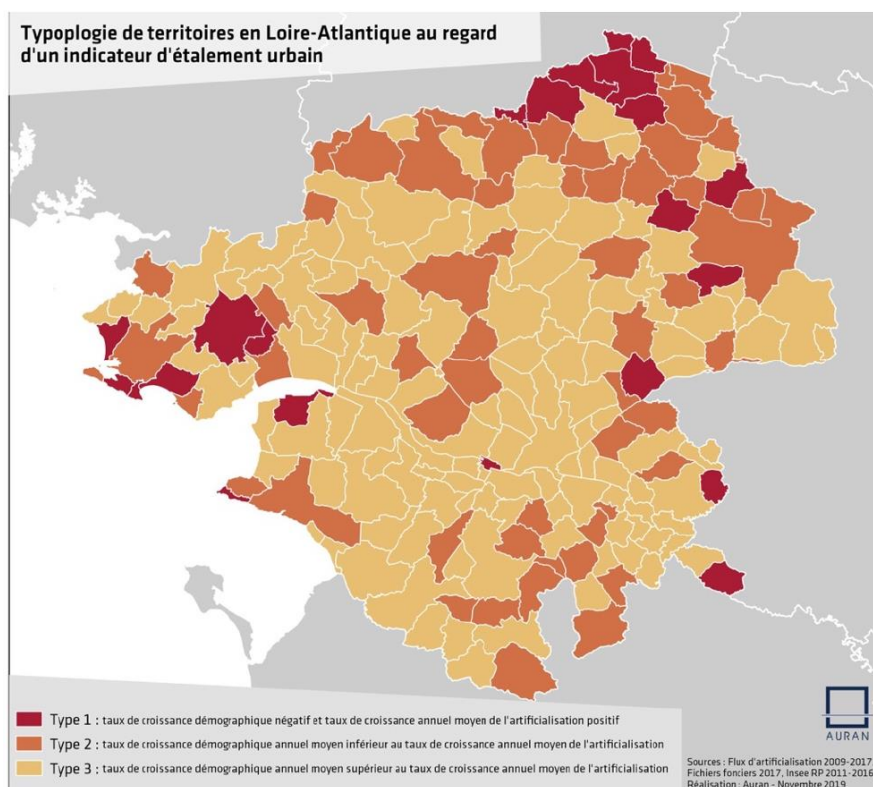 Typoplogie de territoires en Loire-Atlantique au regard
d'un indicateur d'étalement urbain
Type 1 : taux de croissance démographique négatif et taux de croissance annuel moyen de l'artificialisation positif
Type 2 : taux de croissance démographique annuel moyen inférieur au taux de croissance annuel moyen de l'artificialisation
Type 3 : taux de croissance démographique annuel moyen supérieur au taux de croissance annuel moyen de l'artificialisation
AURAN
Sources : Flux d'artificialisation 2009-2017,
Fichiers fonciers 2017, Insee RP 2011-2016
Réalisation : Auran - Novembre 2019